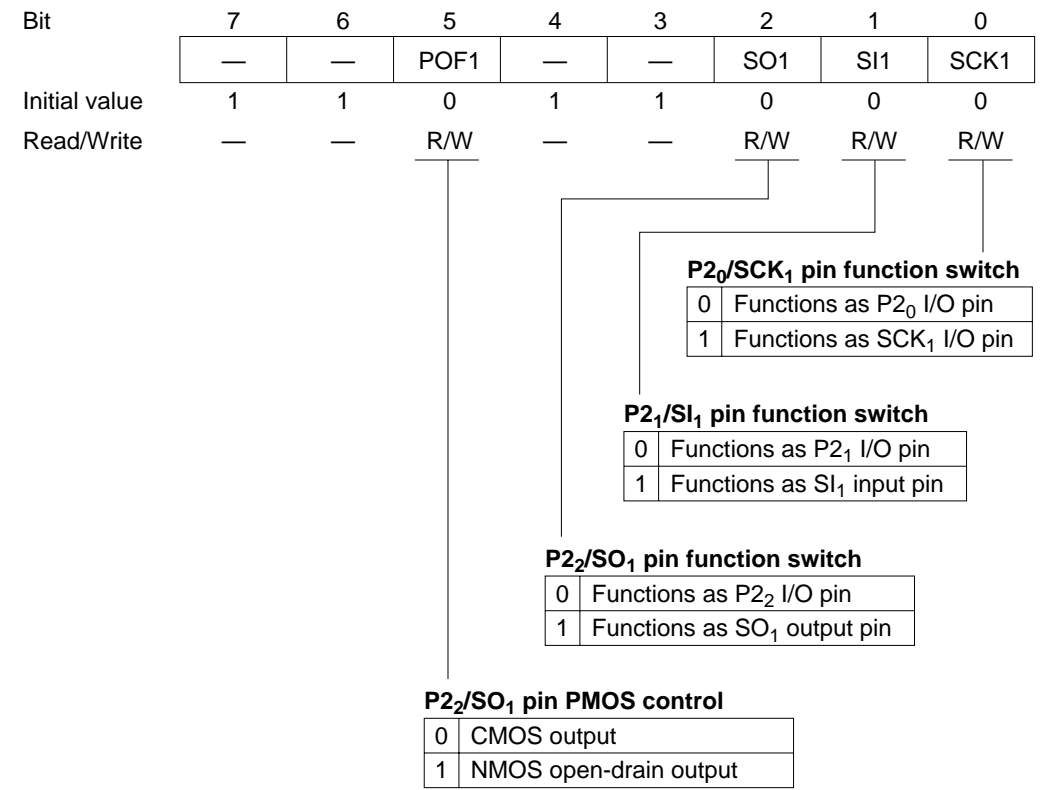 Bit 7 6 5 4 3 2 1 0
— — POF1 — — SO1 SI1 SCK1
Initial value 1 1 0 1 1 0 0 0
Read/Write — — R/W — — R/W R/W R/W
P2₀/SCK₁ pin function switch
0 Functions as P2₀ I/O pin
1 Functions as SCK₁ I/O pin
P2₁/SI₁ pin function switch
0 Functions as P2₁ I/O pin
1 Functions as SI₁ input pin
P2₂/SO₁ pin function switch
0 Functions as P2₂ I/O pin
1 Functions as SO₁ output pin
P2₂/SO₁ pin PMOS control
0 CMOS output
1 NMOS open-drain output